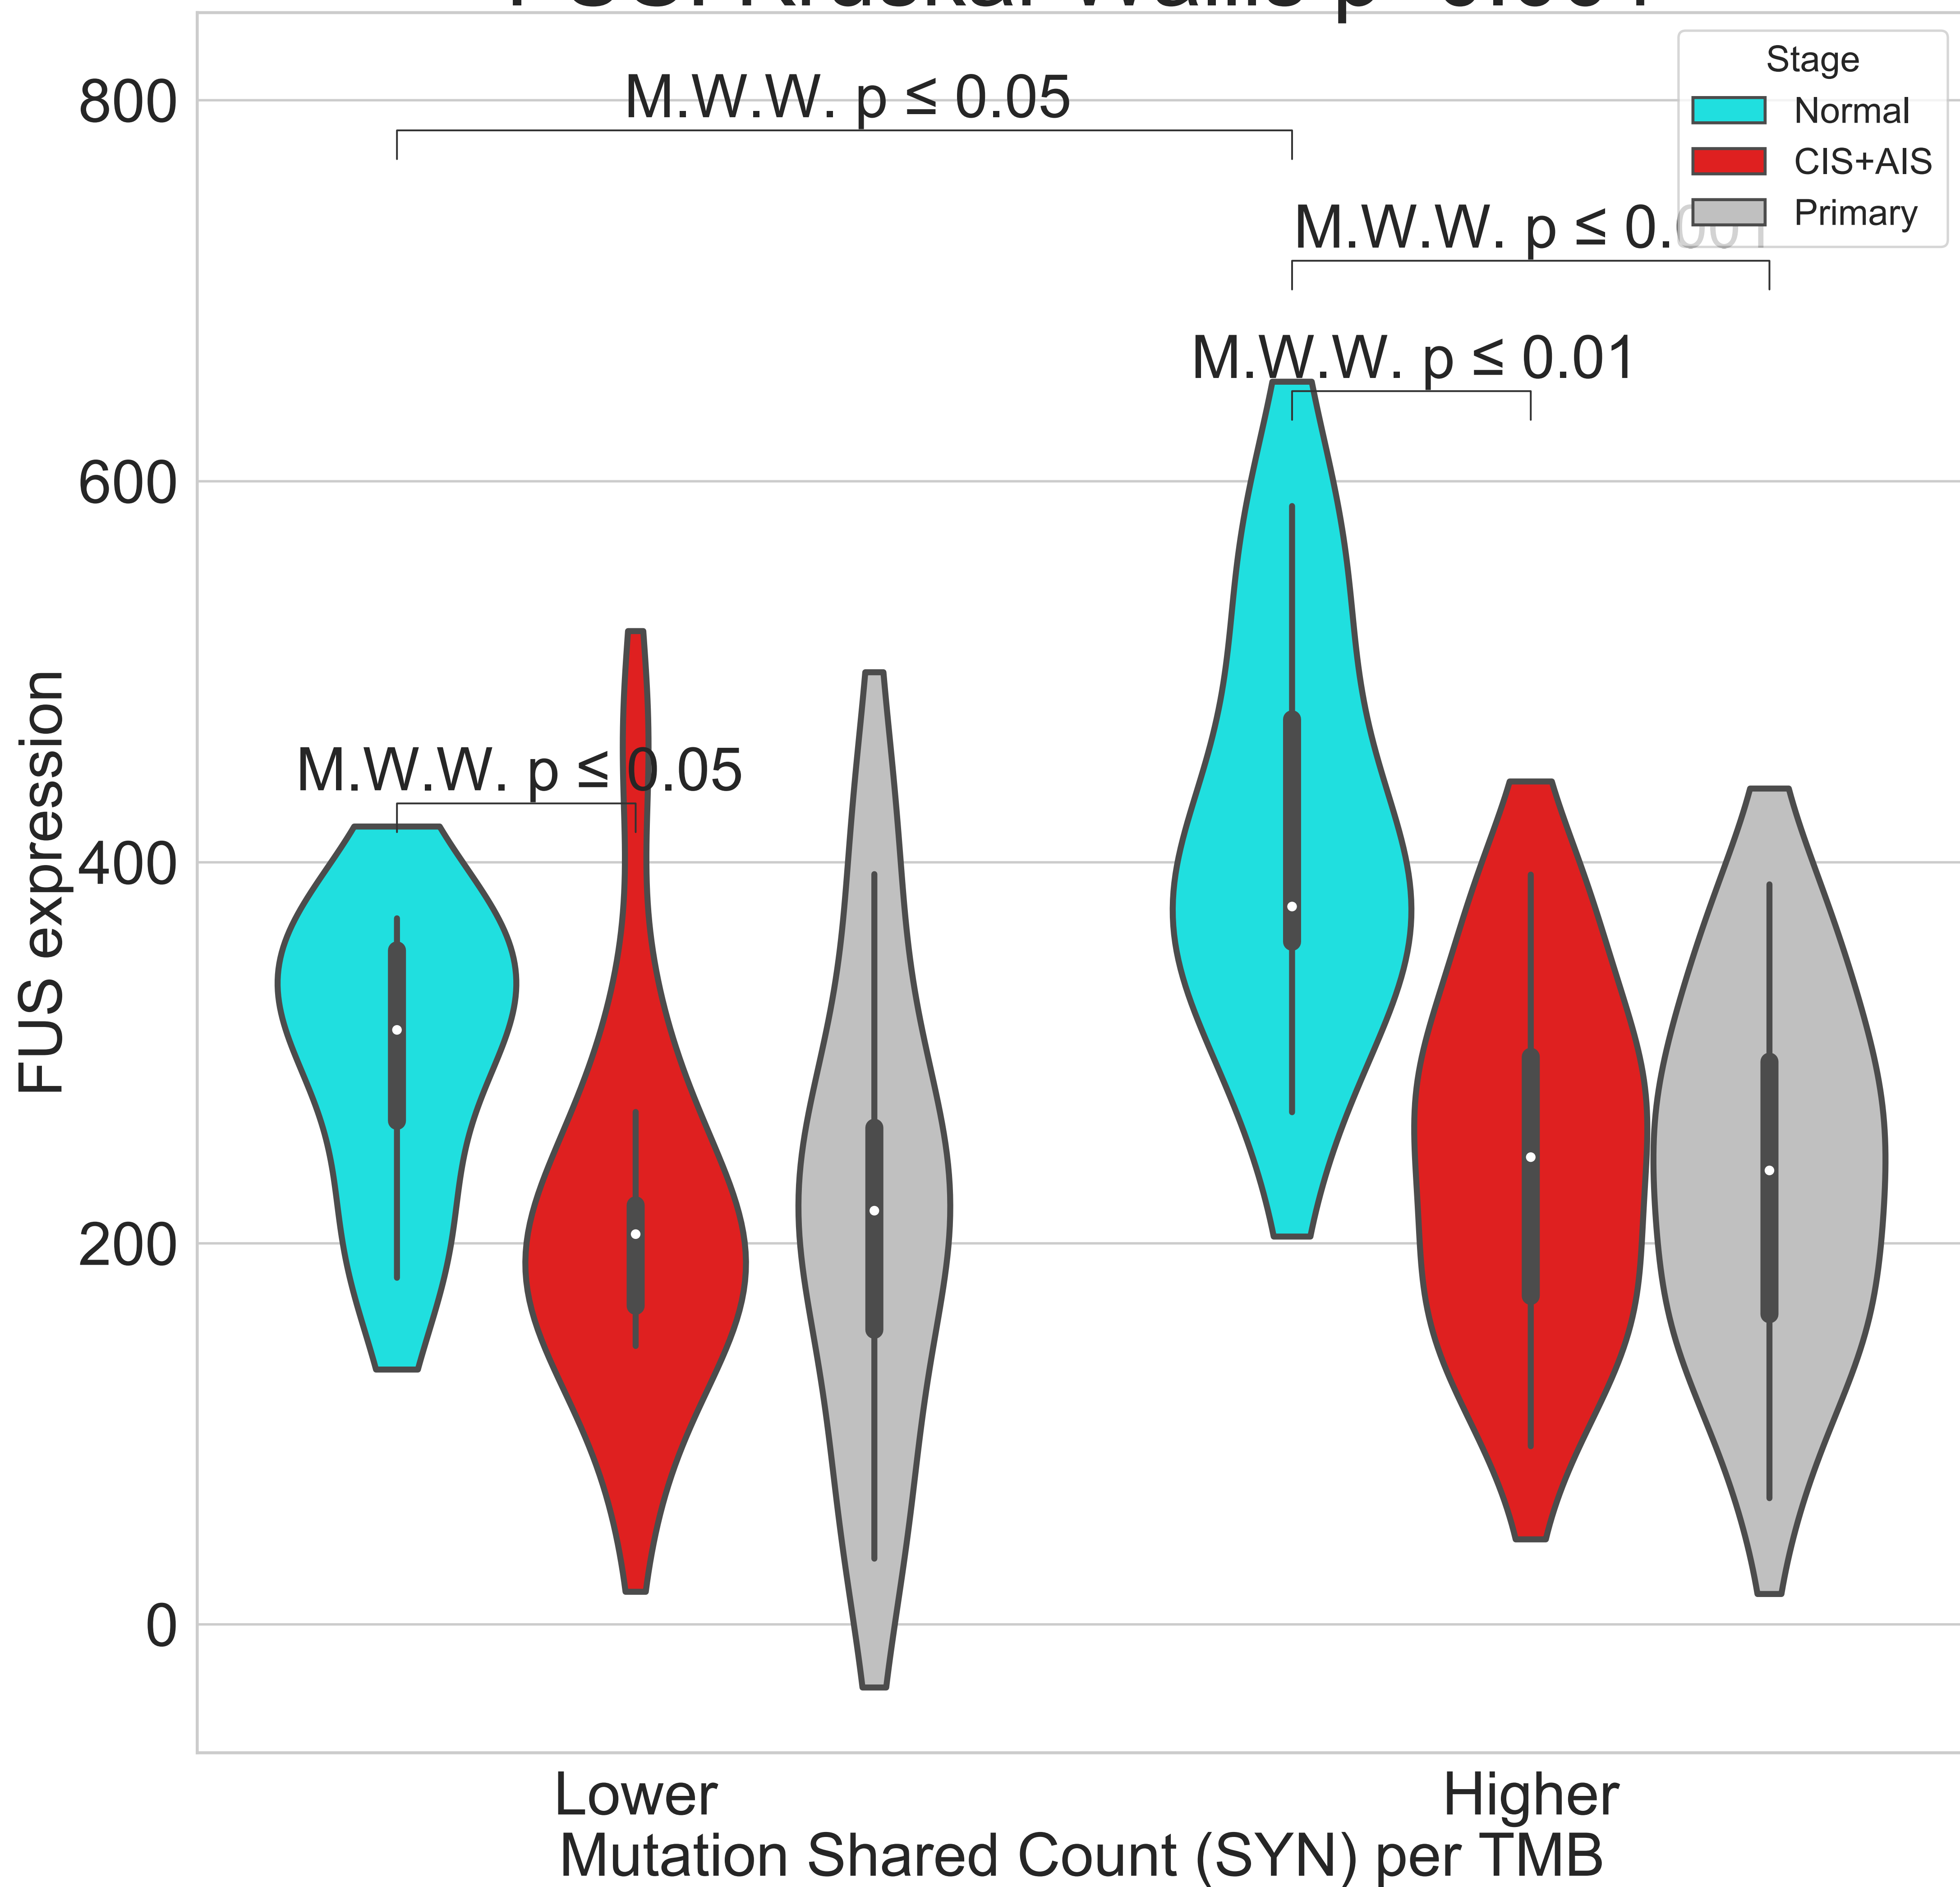 800
600
400
200
0
FUS expression
M.W.W. p ≤ 0.05
M.W.W. p ≤ 0.001
M.W.W. p ≤ 0.01
M.W.W. p ≤ 0.05
Stage
Normal
CIS+AIS
Primary
Lower
Higher
Mutation Shared Count (SYN) per TMB